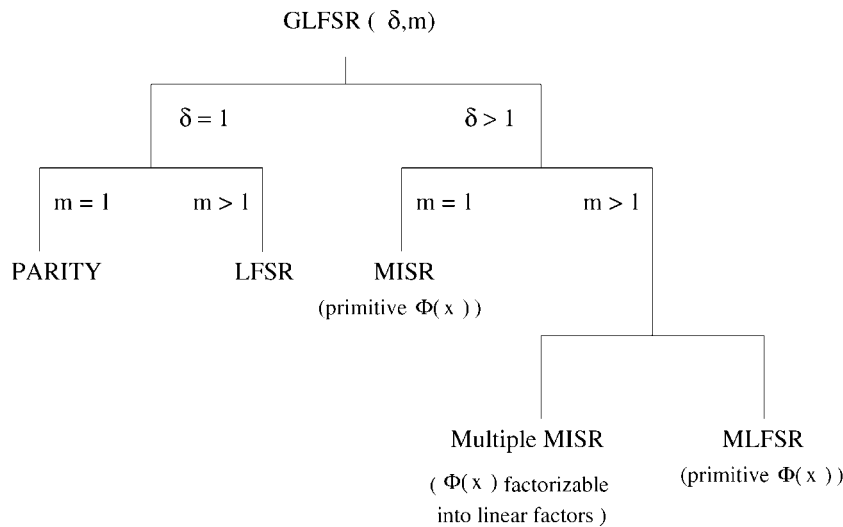 GLFSR ( δ,m)
δ = 1
δ > 1
m = 1
m > 1
m = 1
m > 1
PARITY
LFSR
MISR
(primitive Φ( x ) )
Multiple MISR
MLFSR
( Φ( x ) factorizable
into linear factors )
(primitive Φ( x ) )